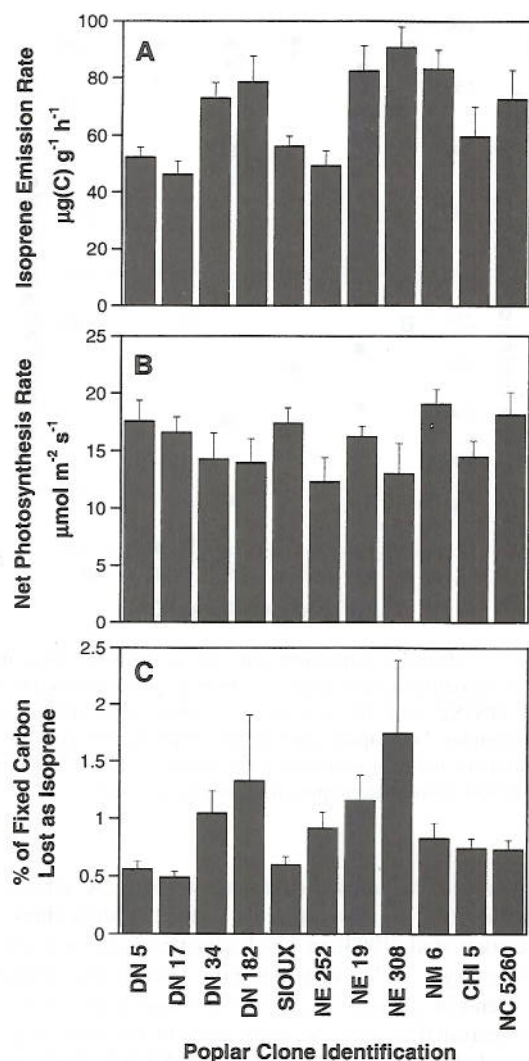 A
Isoprene Emission Rate
µg(C) g⁻¹ h⁻¹
100
80
60
40
20
0
B
Net Photosynthesis Rate
µmol m⁻² s⁻¹
25
20
15
10
5
0
C
% of Fixed Carbon
Lost as Isoprene
2.5
2
1.5
1
0.5
0
DN 5
DN 17
DN 34
DN 182
SIOUX
NE 252
NE 19
NE 308
NM 6
CHI 5
NC 5260
Poplar Clone Identification